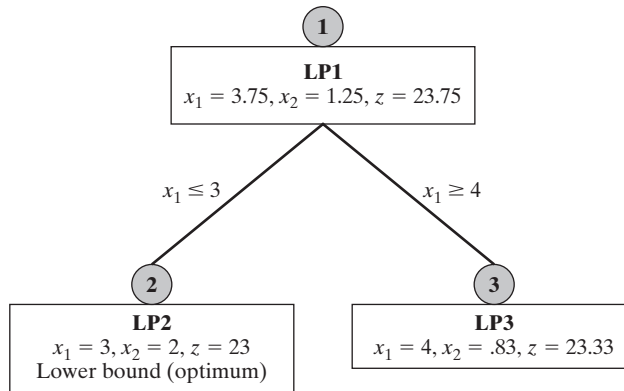 1
LP1
x₁ = 3.75, x₂ = 1.25, z = 23.75
x₁ ≤ 3
x₁ ≥ 4
2
3
LP2
x₁ = 3, x₂ = 2, z = 23
Lower bound (optimum)
LP3
x₁ = 4, x₂ = .83, z = 23.33